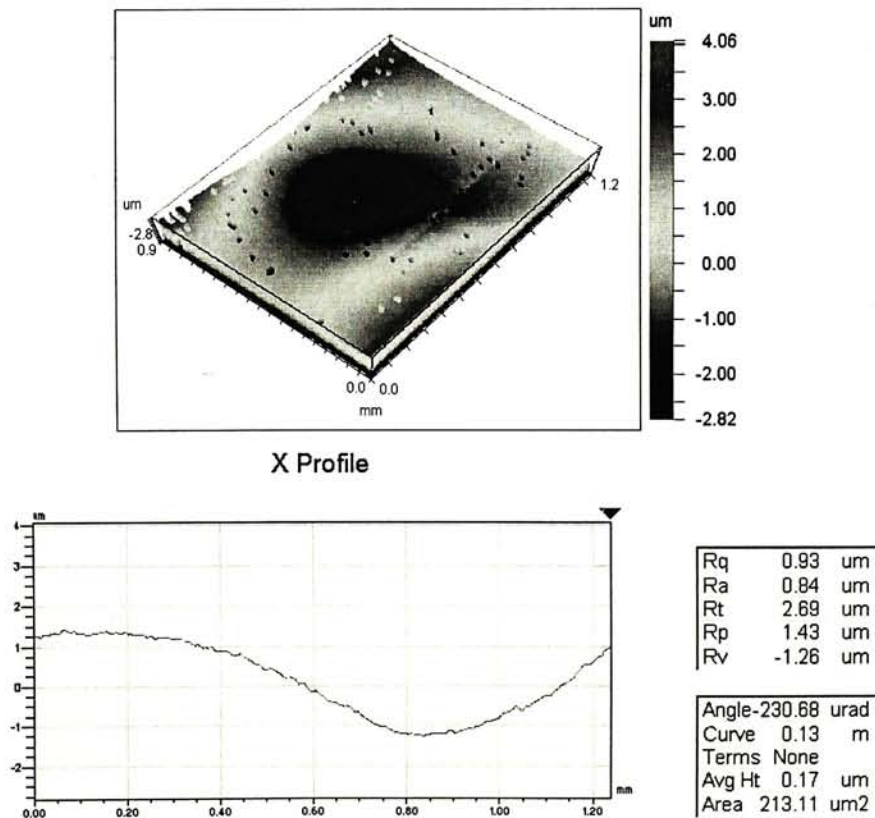 um
4.06
3.00
2.00
1.00
0.00
-1.00
-2.00
-2.82
um
-2.8
0.9
1.2
0.0 0.0
mm
X Profile
um
4
3
2
1
0
-1
-2
mm
0.00 0.20 0.40 0.60 0.80 1.00 1.20
Rq 0.93 um
Ra 0.84 um
Rt 2.69 um
Rp 1.43 um
Rv -1.26 um
Angle-230.68 urad
Curve 0.13 m
Terms None
Avg Ht 0.17 um
Area 213.11 um2